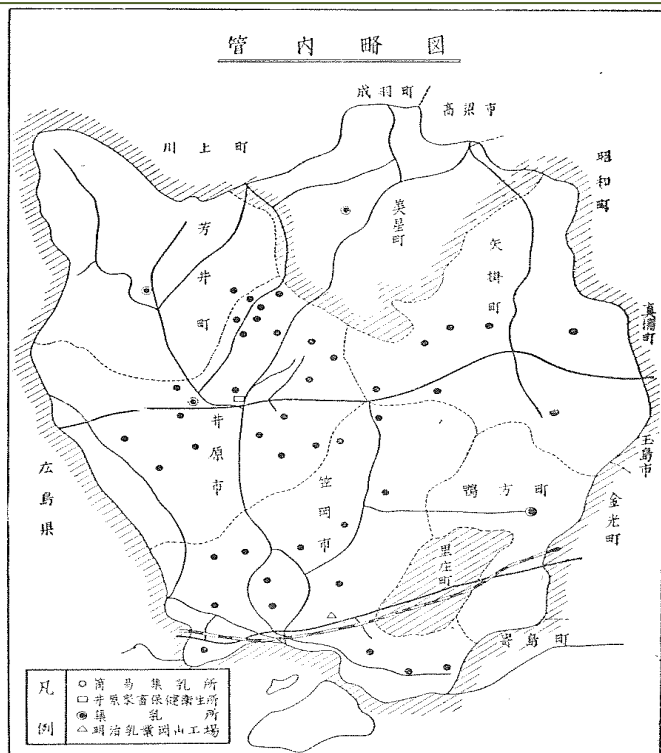 管内略図
成羽町
高梁市
川上町
昭和町
芳井町
美星町
矢掛町
真備町
井原市
笠岡市
鴨方町
玉島市
金光町
広島県
里庄町
寄島町
凡例
簡易集乳所
井原家畜保健衛生所
集乳所
明治乳業岡山工場